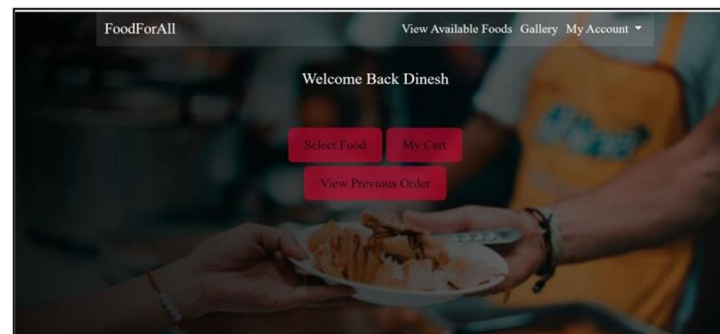 FoodForAll
View Available Foods Gallery My Account
Welcome Back Dinesh
Select Food
My Cart
View Previous Order